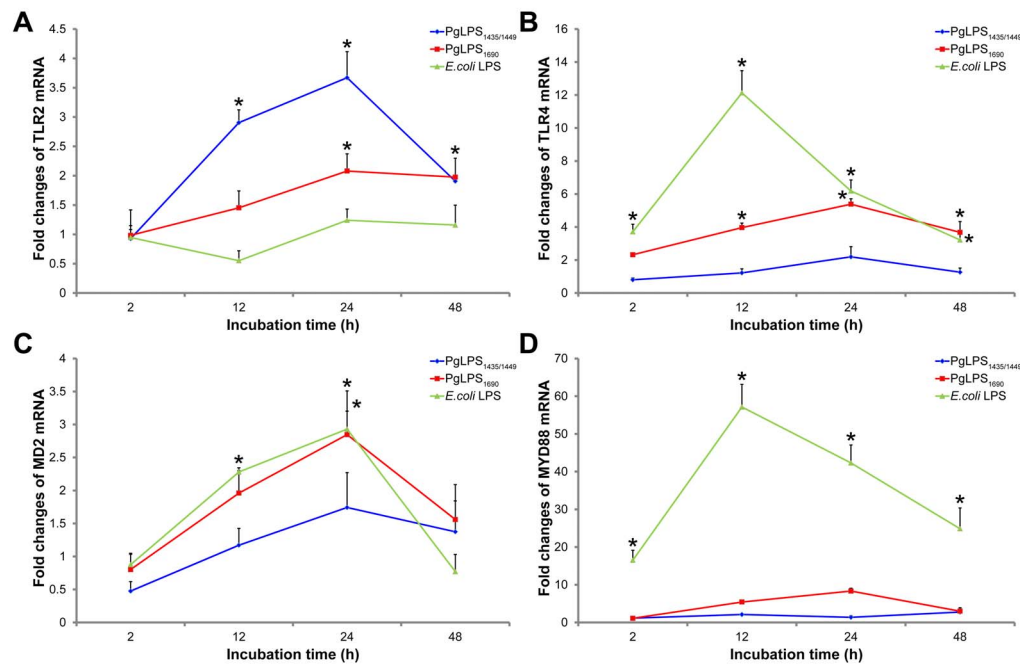 A
Fold changes of TLR2 mRNA
4.5
4
3.5
3
2.5
2
1.5
1
0.5
0
2 12 24 48
Incubation time (h)
* * * *
PgLPS1435/1449
PgLPS1690
E.coli LPS
B
Fold changes of TLR4 mRNA
16
14
12
10
8
6
4
2
0
2 12 24 48
Incubation time (h)
* * * * * * *
PgLPS1435/1449
PgLPS1690
E.coli LPS
C
Fold changes of MD2 mRNA
4
3.5
3
2.5
2
1.5
1
0.5
0
2 12 24 48
Incubation time (h)
* * *
PgLPS1435/1449
PgLPS1690
E.coli LPS
D
Fold changes of MYD88 mRNA
70
60
50
40
30
20
10
0
2 12 24 48
Incubation time (h)
* * * *
PgLPS1435/1449
PgLPS1690
E.coli LPS